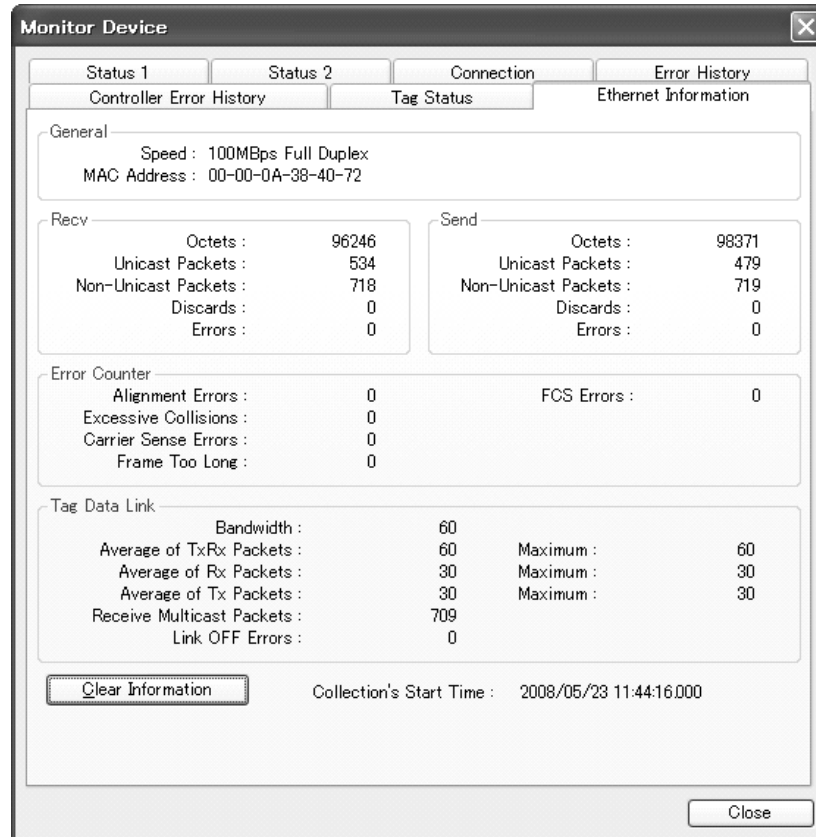 Monitor Device
Status 1 Status 2 Connection Error History
Controller Error History Tag Status Ethernet Information
General
Speed : 100MBps Full Duplex
MAC Address : 00-00-0A-38-40-72
Recv
Octets : 96246
Unicast Packets : 534
Non-Unicast Packets : 718
Discards : 0
Errors : 0
Send
Octets : 98371
Unicast Packets : 479
Non-Unicast Packets : 719
Discards : 0
Errors : 0
Error Counter
Alignment Errors : 0 FCS Errors : 0
Excessive Collisions : 0
Carrier Sense Errors : 0
Frame Too Long : 0
Tag Data Link
Bandwidth : 60
Average of TxRx Packets : 60 Maximum : 60
Average of Rx Packets : 30 Maximum : 30
Average of Tx Packets : 30 Maximum : 30
Receive Multicast Packets : 709
Link OFF Errors : 0
Clear Information Collection's Start Time : 2008/05/23 11:44:16.000
Close